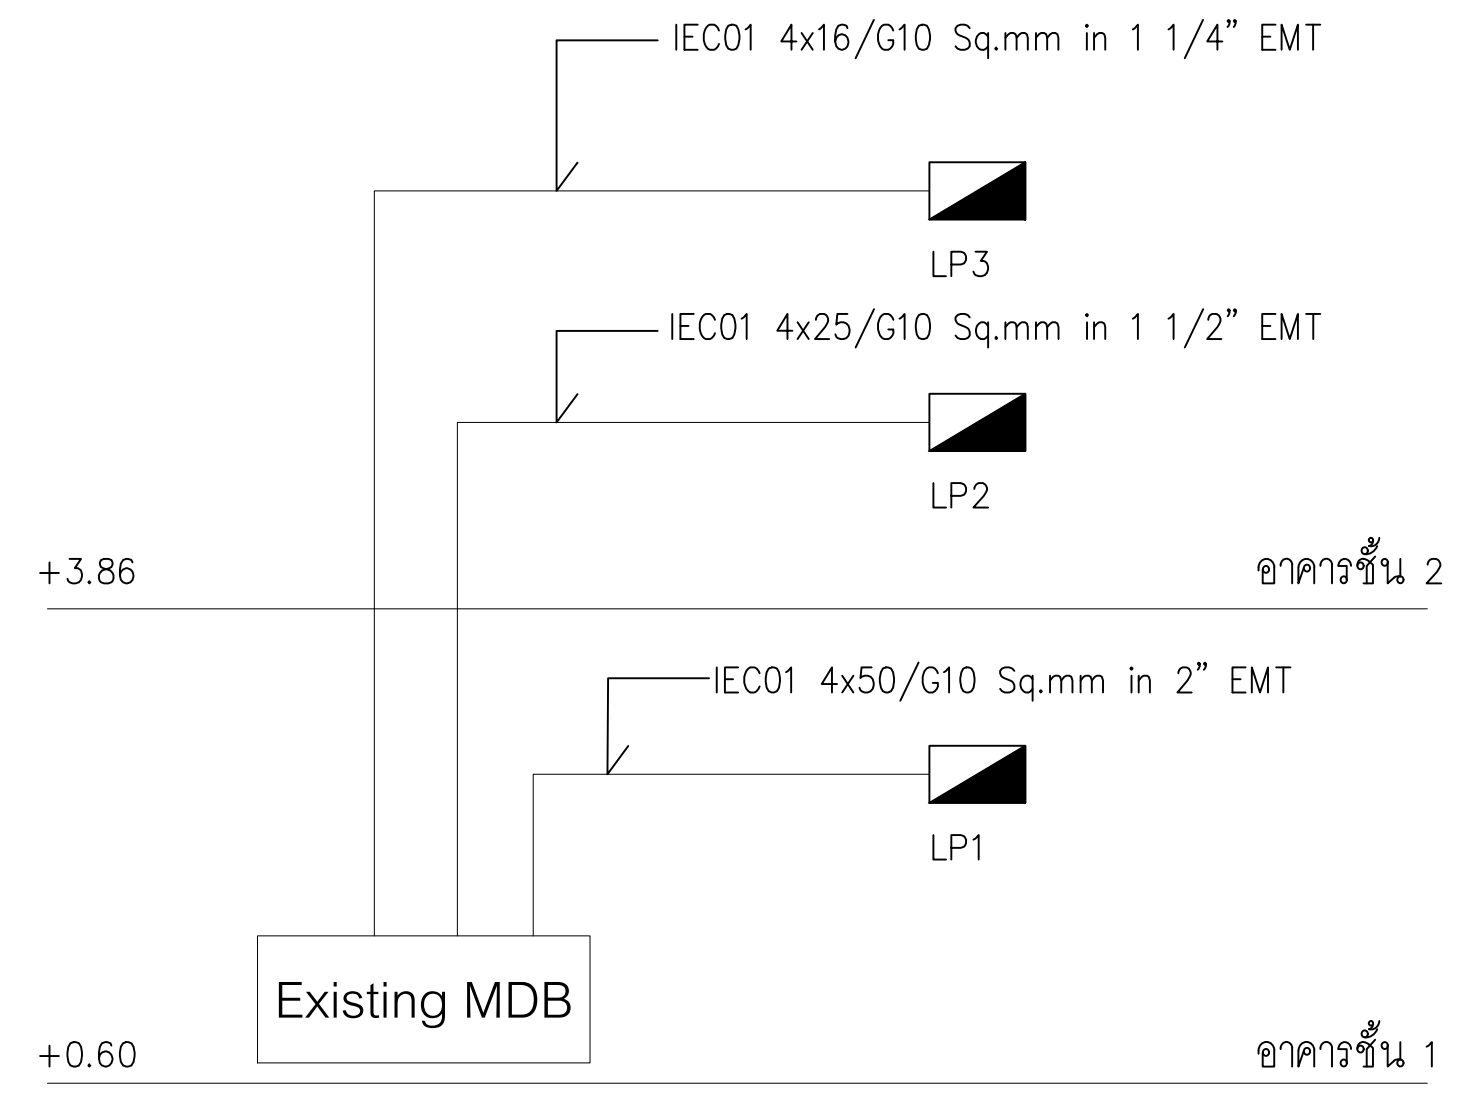 IEC01 4x16/G10 Sq.mm in 1 1/4” EMT
LP3
IEC01 4x25/G10 Sq.mm in 1 1/2” EMT
LP2
+3.86 อาคารชั้น 2
IEC01 4x50/G10 Sq.mm in 2” EMT
LP1
Existing MDB
+0.60 อาคารชั้น 1